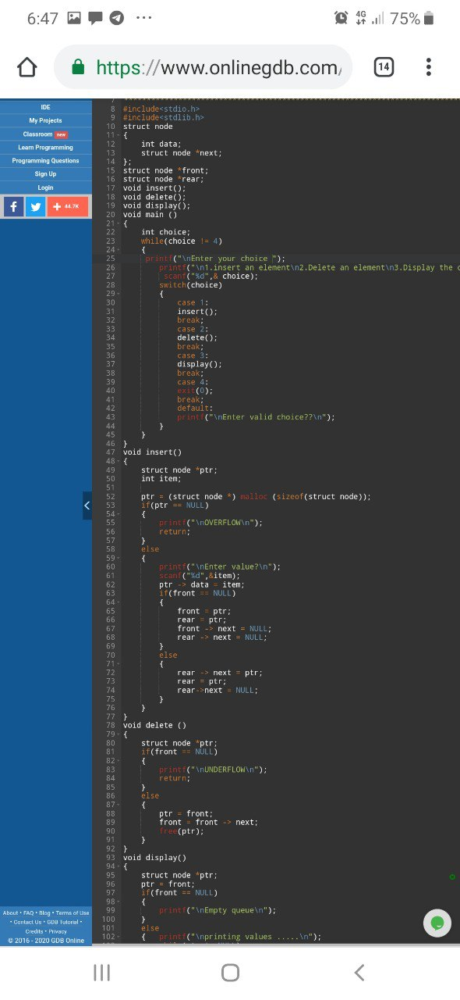 6:47 ... 4G 75%
https://www.onlinegdb.com/ 14
IDE
My Projects
Classroom new
Learn Programming
Programming Questions
Sign Up
Login
f + 44.7K
8 #include<stdio.h>
9 #include<stdlib.h>
10 struct node
11 {
12 int data;
13 struct node *next;
14 };
15 struct node *front;
16 struct node *rear;
17 void insert();
18 void delete();
19 void display();
20 void main ()
21 {
22 int choice;
23 while(choice != 4)
24 {
25 printf("\nEnter your choice ");
26 printf("\n1.insert an element\n2.Delete an element\n3.Display the
27 scanf("%d",& choice);
28 switch(choice)
29 {
30 case 1:
31 insert();
32 break;
33 case 2:
34 delete();
35 break;
36 case 3:
37 display();
38 break;
39 case 4:
40 exit(0);
41 break;
42 default:
43 printf("\nEnter valid choice??\n");
44 }
45 }
46 }
47 void insert()
48 {
49 struct node *ptr;
50 int item;
51
52 ptr = (struct node *) malloc (sizeof(struct node));
53 if(ptr == NULL)
54 {
55 printf("\nOVERFLOW\n");
56 return;
57 }
58 else
59 {
60 printf("\nEnter value?\n");
61 scanf("%d",&item);
62 ptr -> data = item;
63 if(front == NULL)
64 {
65 front = ptr;
66 rear = ptr;
67 front -> next = NULL;
68 rear -> next = NULL;
69 }
70 else
71 {
72 rear -> next = ptr;
73 rear = ptr;
74 rear->next = NULL;
75 }
76 }
77 }
78 void delete ()
79 {
80 struct node *ptr;
81 if(front == NULL)
82 {
83 printf("\nUNDERFLOW\n");
84 return;
85 }
86 else
87 {
88 ptr = front;
89 front = front -> next;
90 free(ptr);
91 }
92 }
93 void display()
94 {
95 struct node *ptr;
96 ptr = front;
97 if(front == NULL)
98 {
99 printf("\nEmpty queue\n");
100 }
101 else
102 { printf("\nprinting values .....\n");
About • FAQ • Blog • Terms of Use
• Contact Us • GDB Tutorial •
Credits • Privacy
© 2016 - 2020 GDB Online